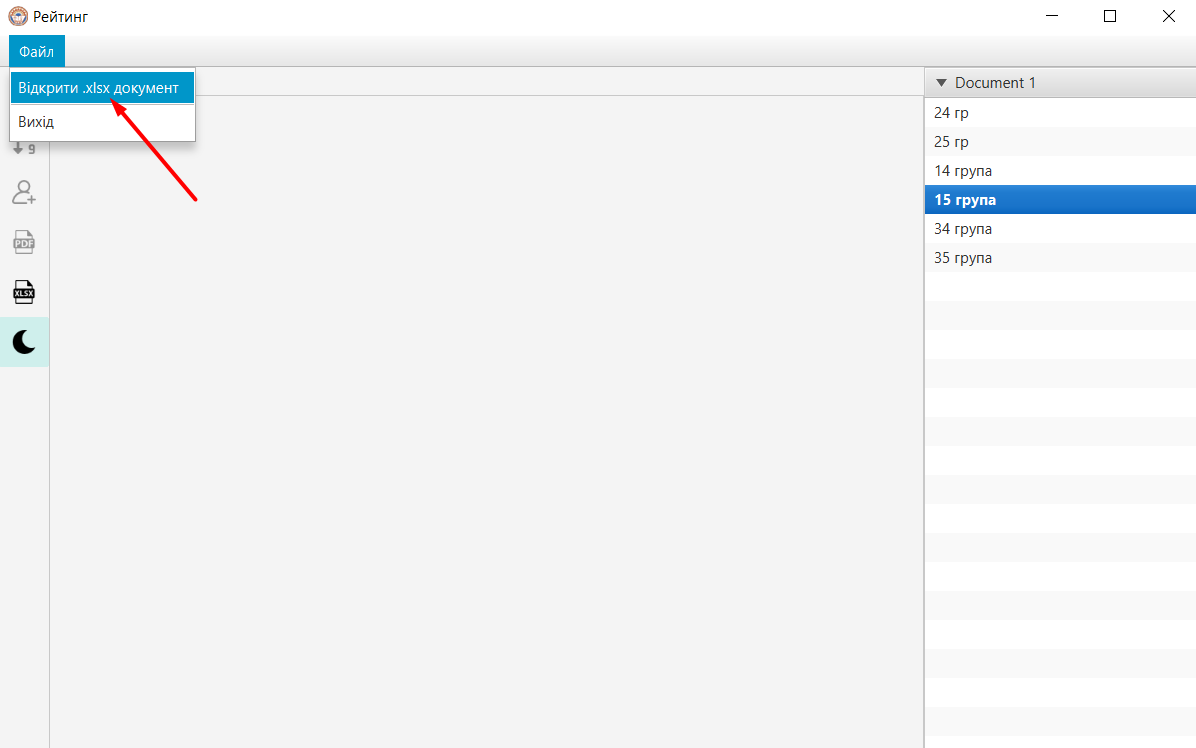 Рейтинг
Файл
Відкрити .xlsx документ
Вихід
9
PDF
XLSX
Document 1
24 гр
25 гр
14 група
15 група
34 група
35 група